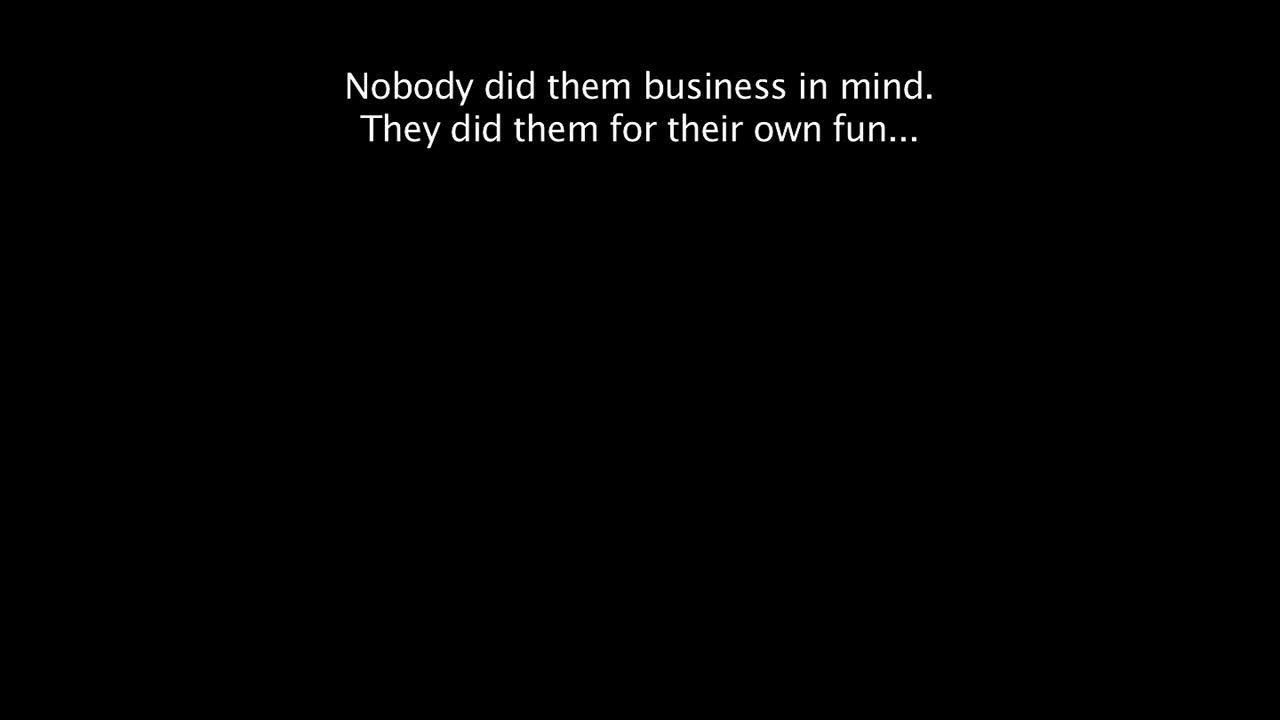 Nobody did them business in mind.
They did them for their own fun...